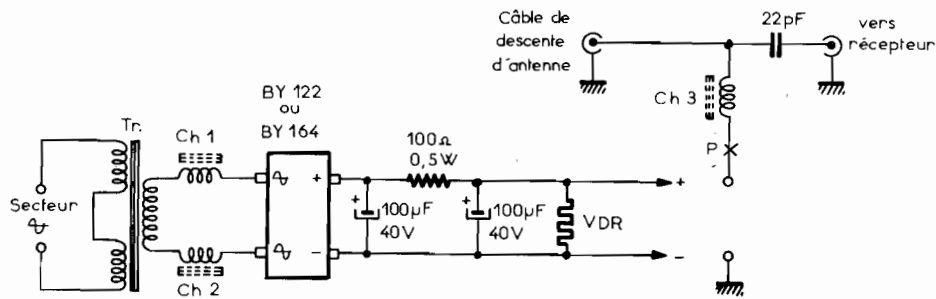 Câble de
descente
d'antenne
22pF
vers
récepteur
Ch 3
P
BY 122
ou
BY 164
Tr.
Ch 1
100Ω
0,5W
Secteur
+
+
100µF
40V
+
100µF
40V
VDR
+
-
-
Ch 2